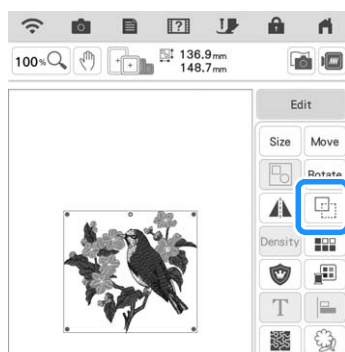 100%
136.9mm
148.7mm
Edit
Size Move
Rotate
Density
T